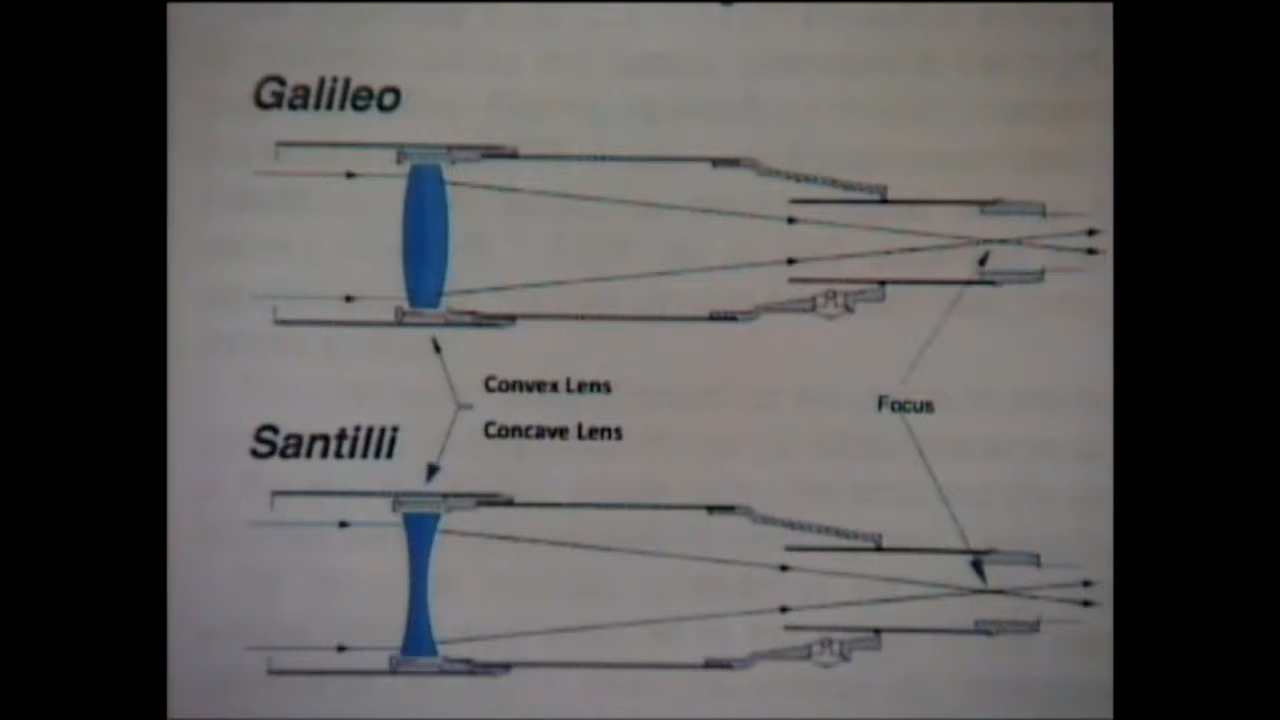 Galileo
Convex Lens
Focus
Concave Lens
Santilli